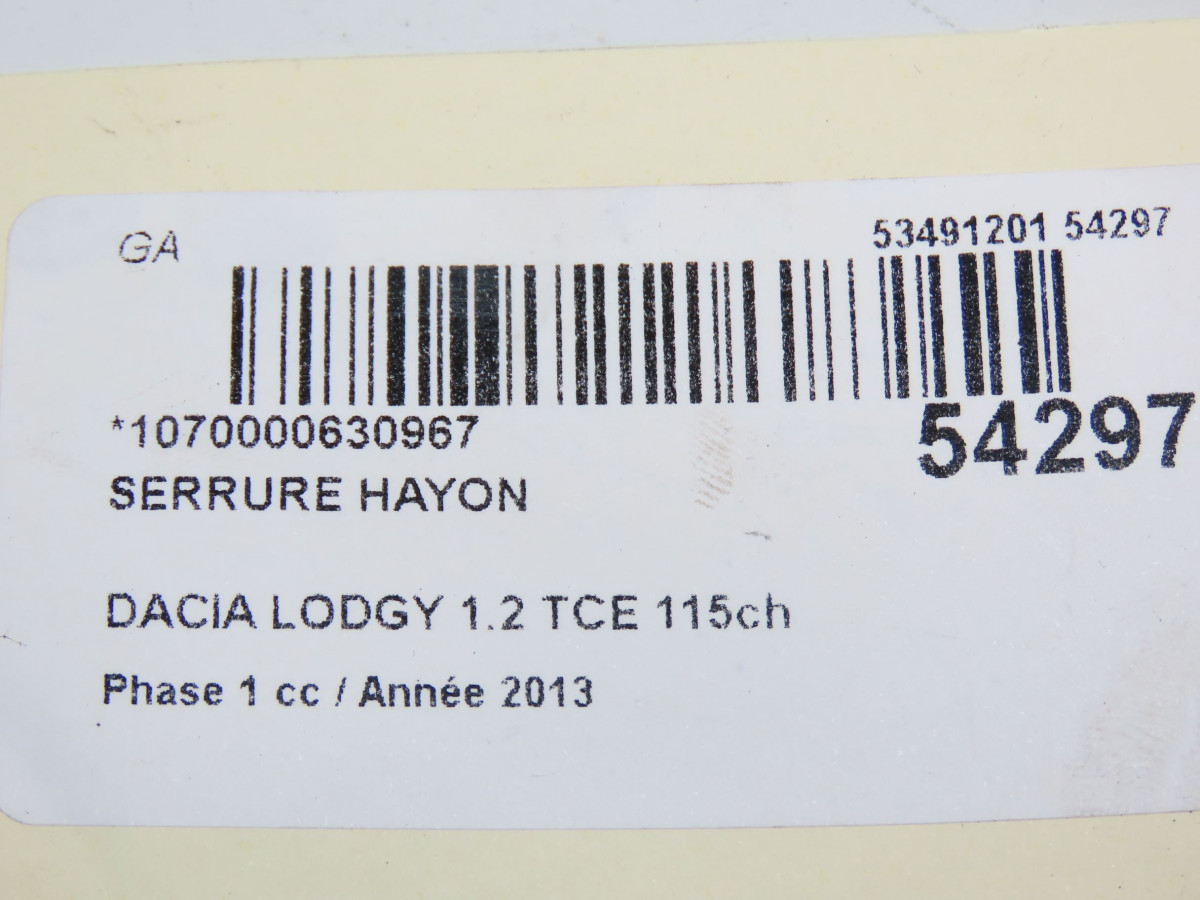 GA
53491201 54297
*1070000630967
54297
SERRURE HAYON
DACIA LODGY 1.2 TCE 115ch
Phase 1 cc / Année 2013